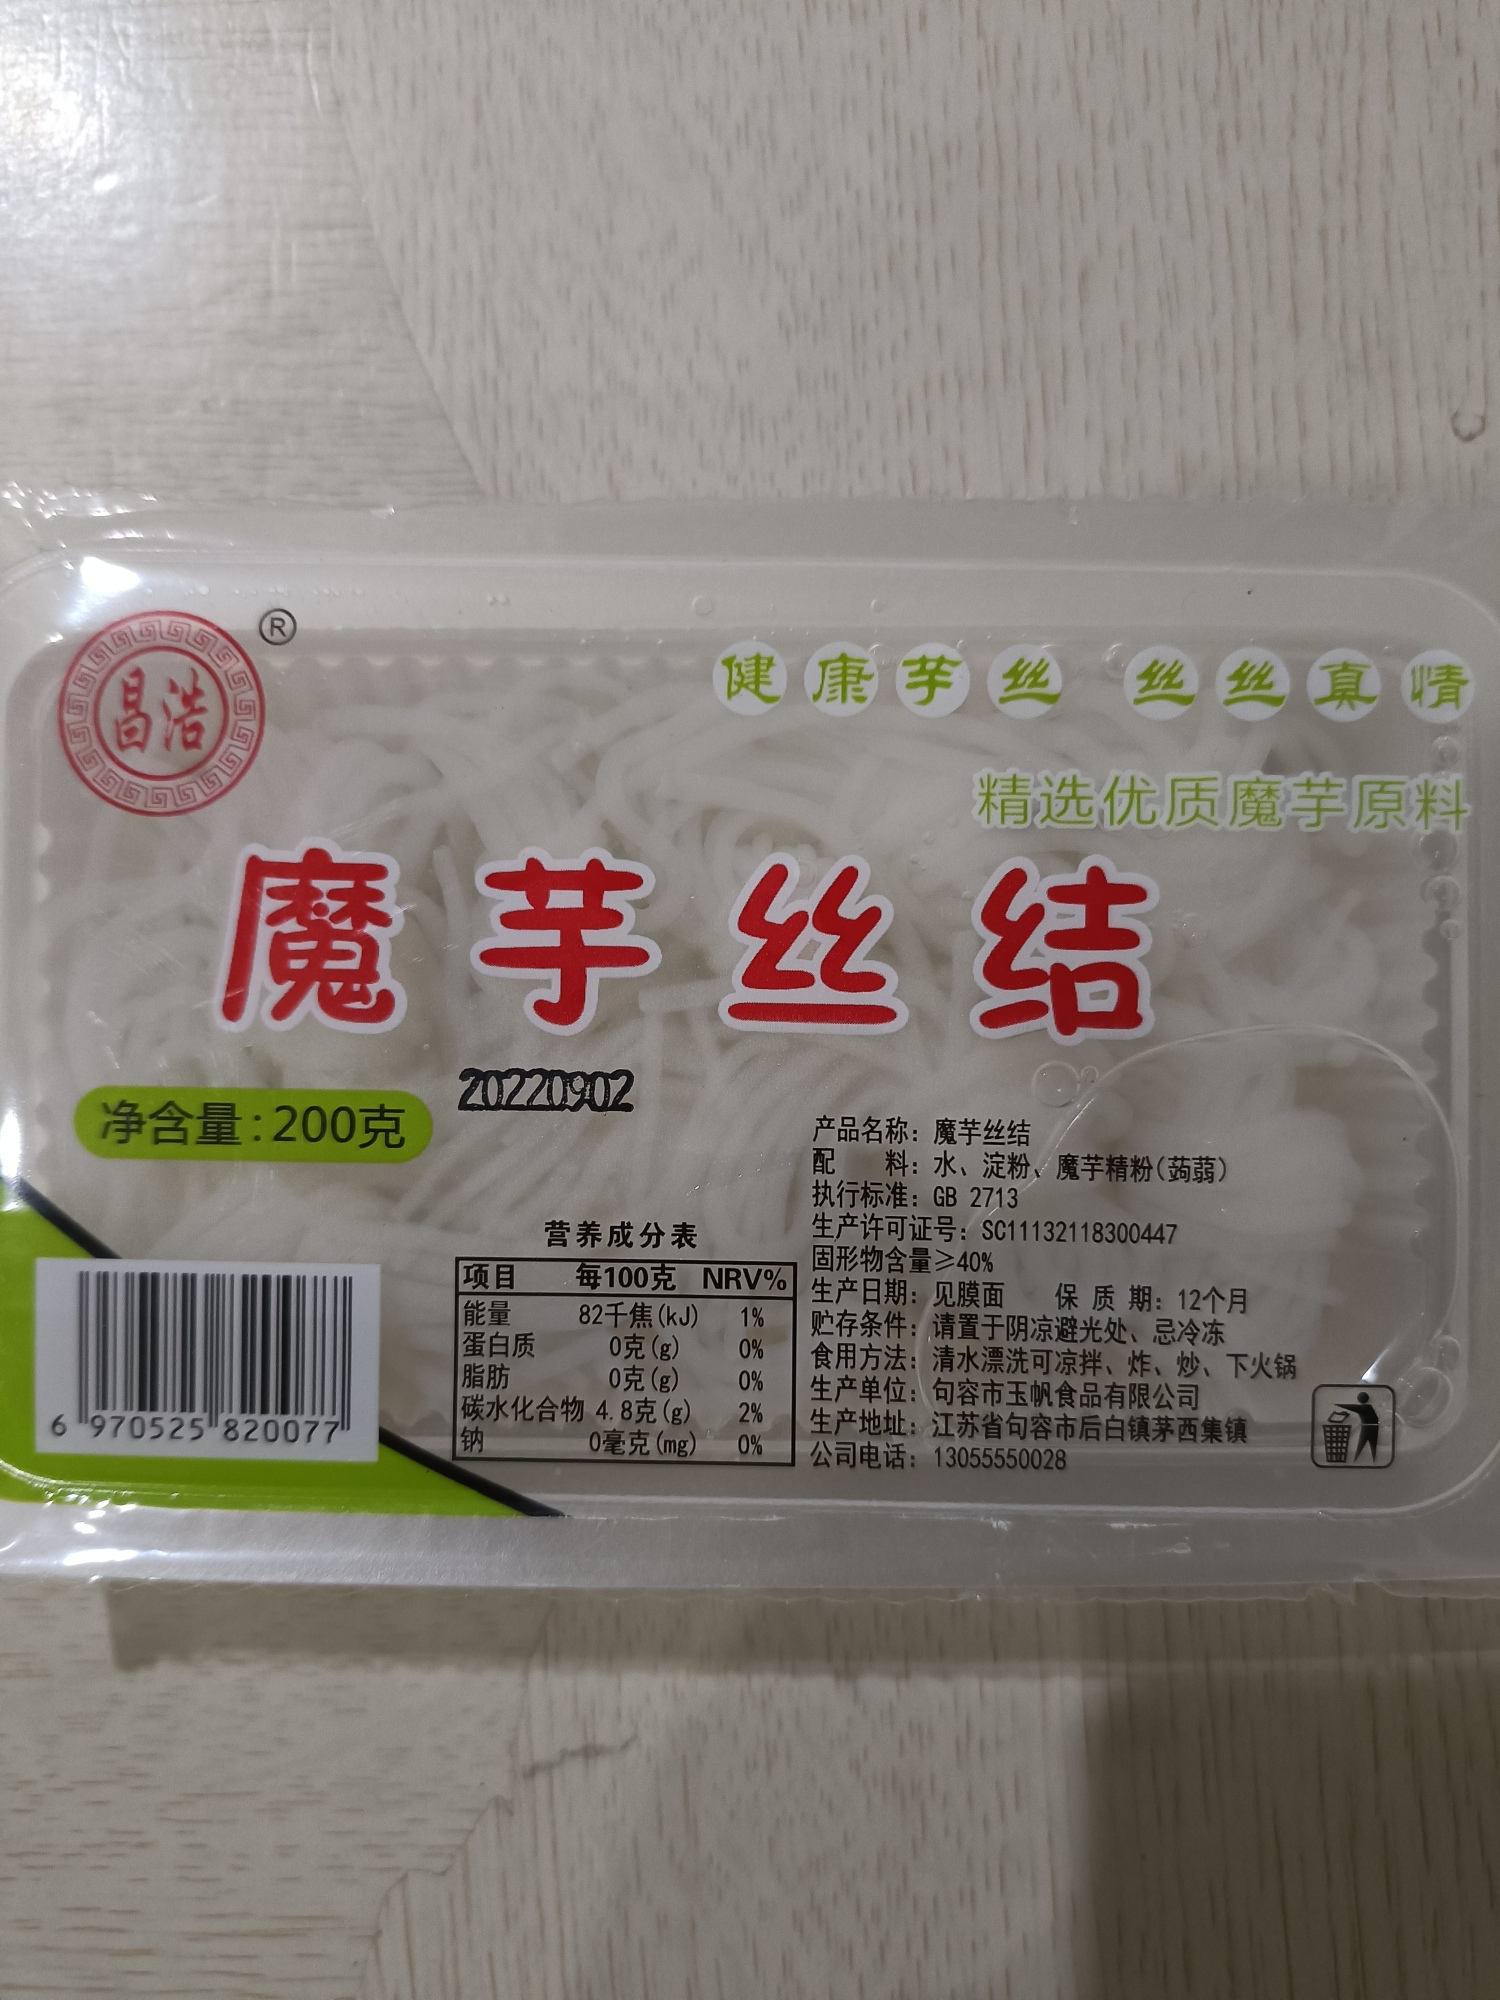 昌浩
®
健康芋丝 丝丝真情
精选优质魔芋原料
魔芋丝结
20220902
净含量:200克
产品名称：魔芋丝结
配 料：水、淀粉、魔芋精粉(蒟蒻)
执行标准：GB 2713
生产许可证号：SC11132118300447
固形物含量≥40%
生产日期：见膜面 保 质 期：12个月
贮存条件：请置于阴凉避光处、忌冷冻
食用方法：清水漂洗可凉拌、炸、炒、下火锅
生产单位：句容市玉帆食品有限公司
生产地址：江苏省句容市后白镇茅西集镇
公司电话：13055550028
营养成分表
项目 每100克 NRV%
能量 82千焦(kJ) 1%
蛋白质 0克(g) 0%
脂肪 0克(g) 0%
碳水化合物 4.8克(g) 2%
钠 0毫克(mg) 0%
6 970525 820077